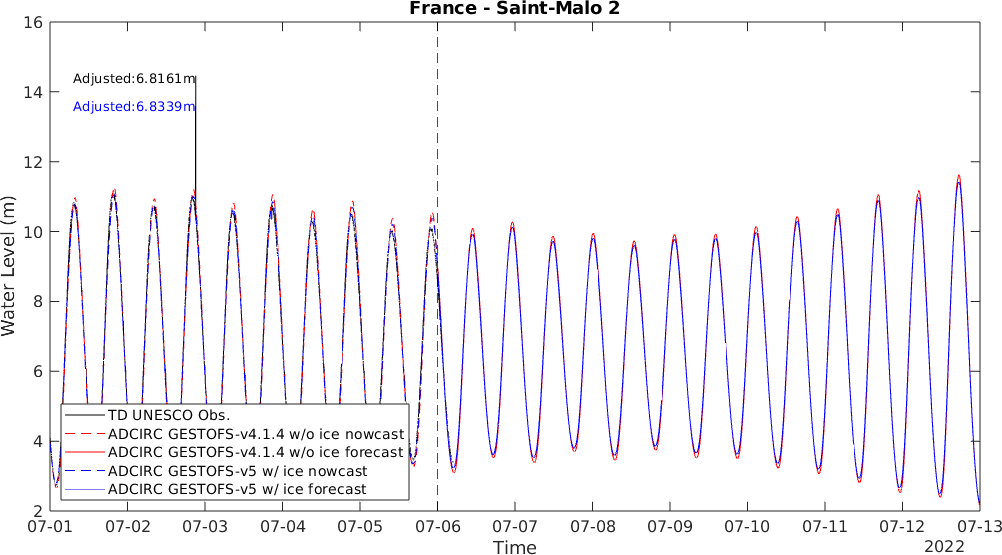 France - Saint-Malo 2
16
14
12
10
8
6
4
2
Water Level (m)
Adjusted:6.8161m
Adjusted:6.8339m
TD UNESCO Obs.
ADCIRC GESTOFS-v4.1.4 w/o ice nowcast
ADCIRC GESTOFS-v4.1.4 w/o ice forecast
ADCIRC GESTOFS-v5 w/ ice nowcast
ADCIRC GESTOFS-v5 w/ ice forecast
07-01 07-02 07-03 07-04 07-05 07-06 07-07 07-08 07-09 07-10 07-11 07-12 07-13
Time
2022